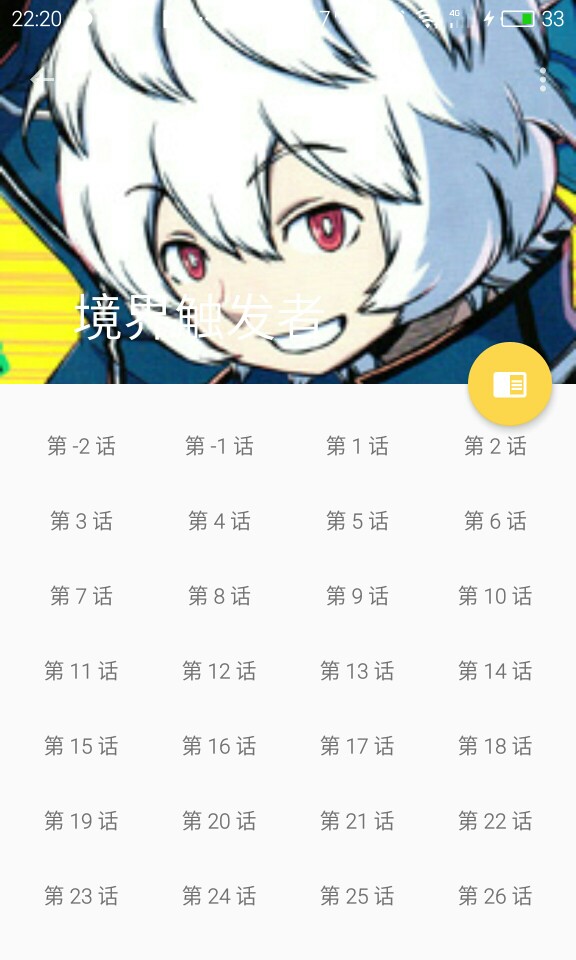 22:20 7 4G 33
境界触发者
第 -2 话 第 -1 话 第 1 话 第 2 话
第 3 话 第 4 话 第 5 话 第 6 话
第 7 话 第 8 话 第 9 话 第 10 话
第 11 话 第 12 话 第 13 话 第 14 话
第 15 话 第 16 话 第 17 话 第 18 话
第 19 话 第 20 话 第 21 话 第 22 话
第 23 话 第 24 话 第 25 话 第 26 话